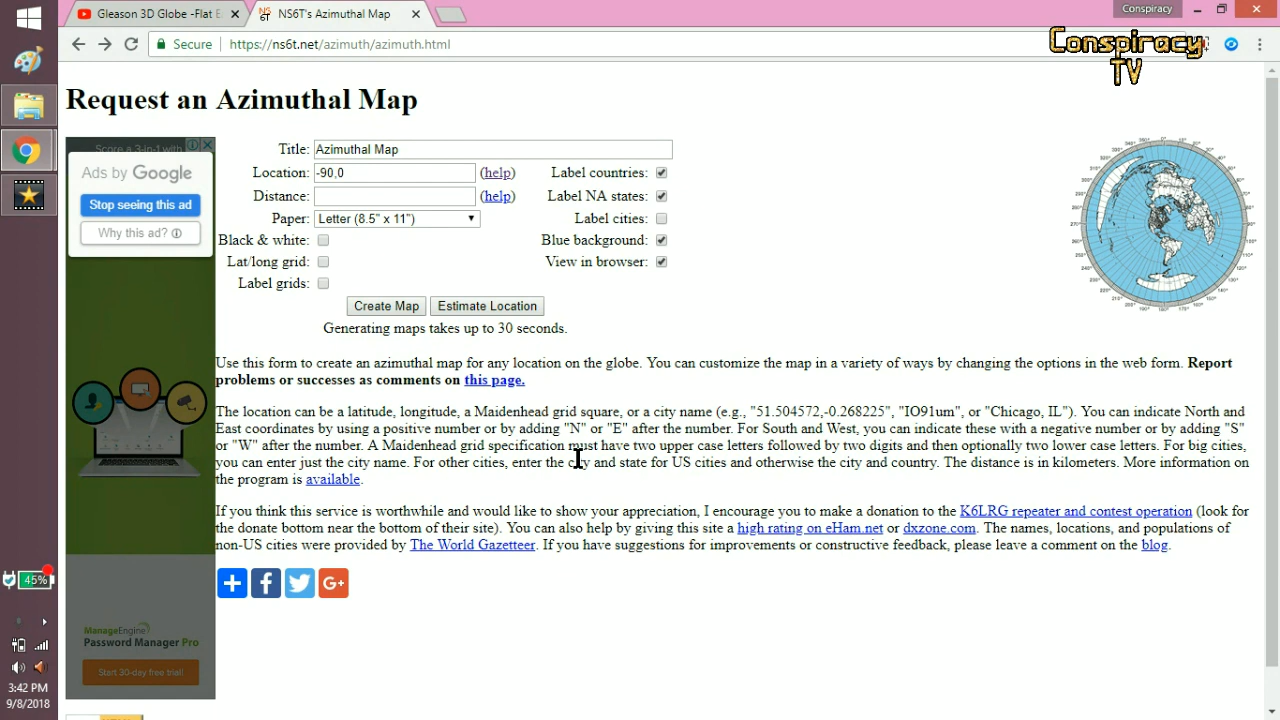 Gleason 3D Globe -Flat E
NS6T's Azimuthal Map
Conspiracy
Secure
https://ns6t.net/azimuth/azimuth.html
Conspiracy
TV
Request an Azimuthal Map
Score a 3-in-1 with
Ads by Google
Stop seeing this ad
Why this ad?
Title: Azimuthal Map
Location: -90,0 (help) Label countries:
Distance: (help) Label NA states:
Paper: Letter (8.5" x 11") Label cities:
Black & white: Blue background:
Lat/long grid: View in browser:
Label grids:
Create Map Estimate Location
Generating maps takes up to 30 seconds.
Use this form to create an azimuthal map for any location on the globe. You can customize the map in a variety of ways by changing the options in the web form. Report
problems or successes as comments on this page.
The location can be a latitude, longitude, a Maidenhead grid square, or a city name (e.g., "51.504572,-0.268225", "IO91um", or "Chicago, IL"). You can indicate North and
East coordinates by using a positive number or by adding "N" or "E" after the number. For South and West, you can indicate these with a negative number or by adding "S"
or "W" after the number. A Maidenhead grid specification must have two upper case letters followed by two digits and then optionally two lower case letters. For big cities,
you can enter just the city name. For other cities, enter the city and state for US cities and otherwise the city and country. The distance is in kilometers. More information on
the program is available.
If you think this service is worthwhile and would like to show your appreciation, I encourage you to make a donation to the K6LRG repeater and contest operation (look for
the donate bottom near the bottom of their site). You can also help by giving this site a high rating on eHam.net or dxzone.com. The names, locations, and populations of
non-US cities were provided by The World Gazetteer. If you have suggestions for improvements or constructive feedback, please leave a comment on the blog.
G+
ManageEngine
Password Manager Pro
Start 30-day free trial
45%
3:42 PM
9/8/2018